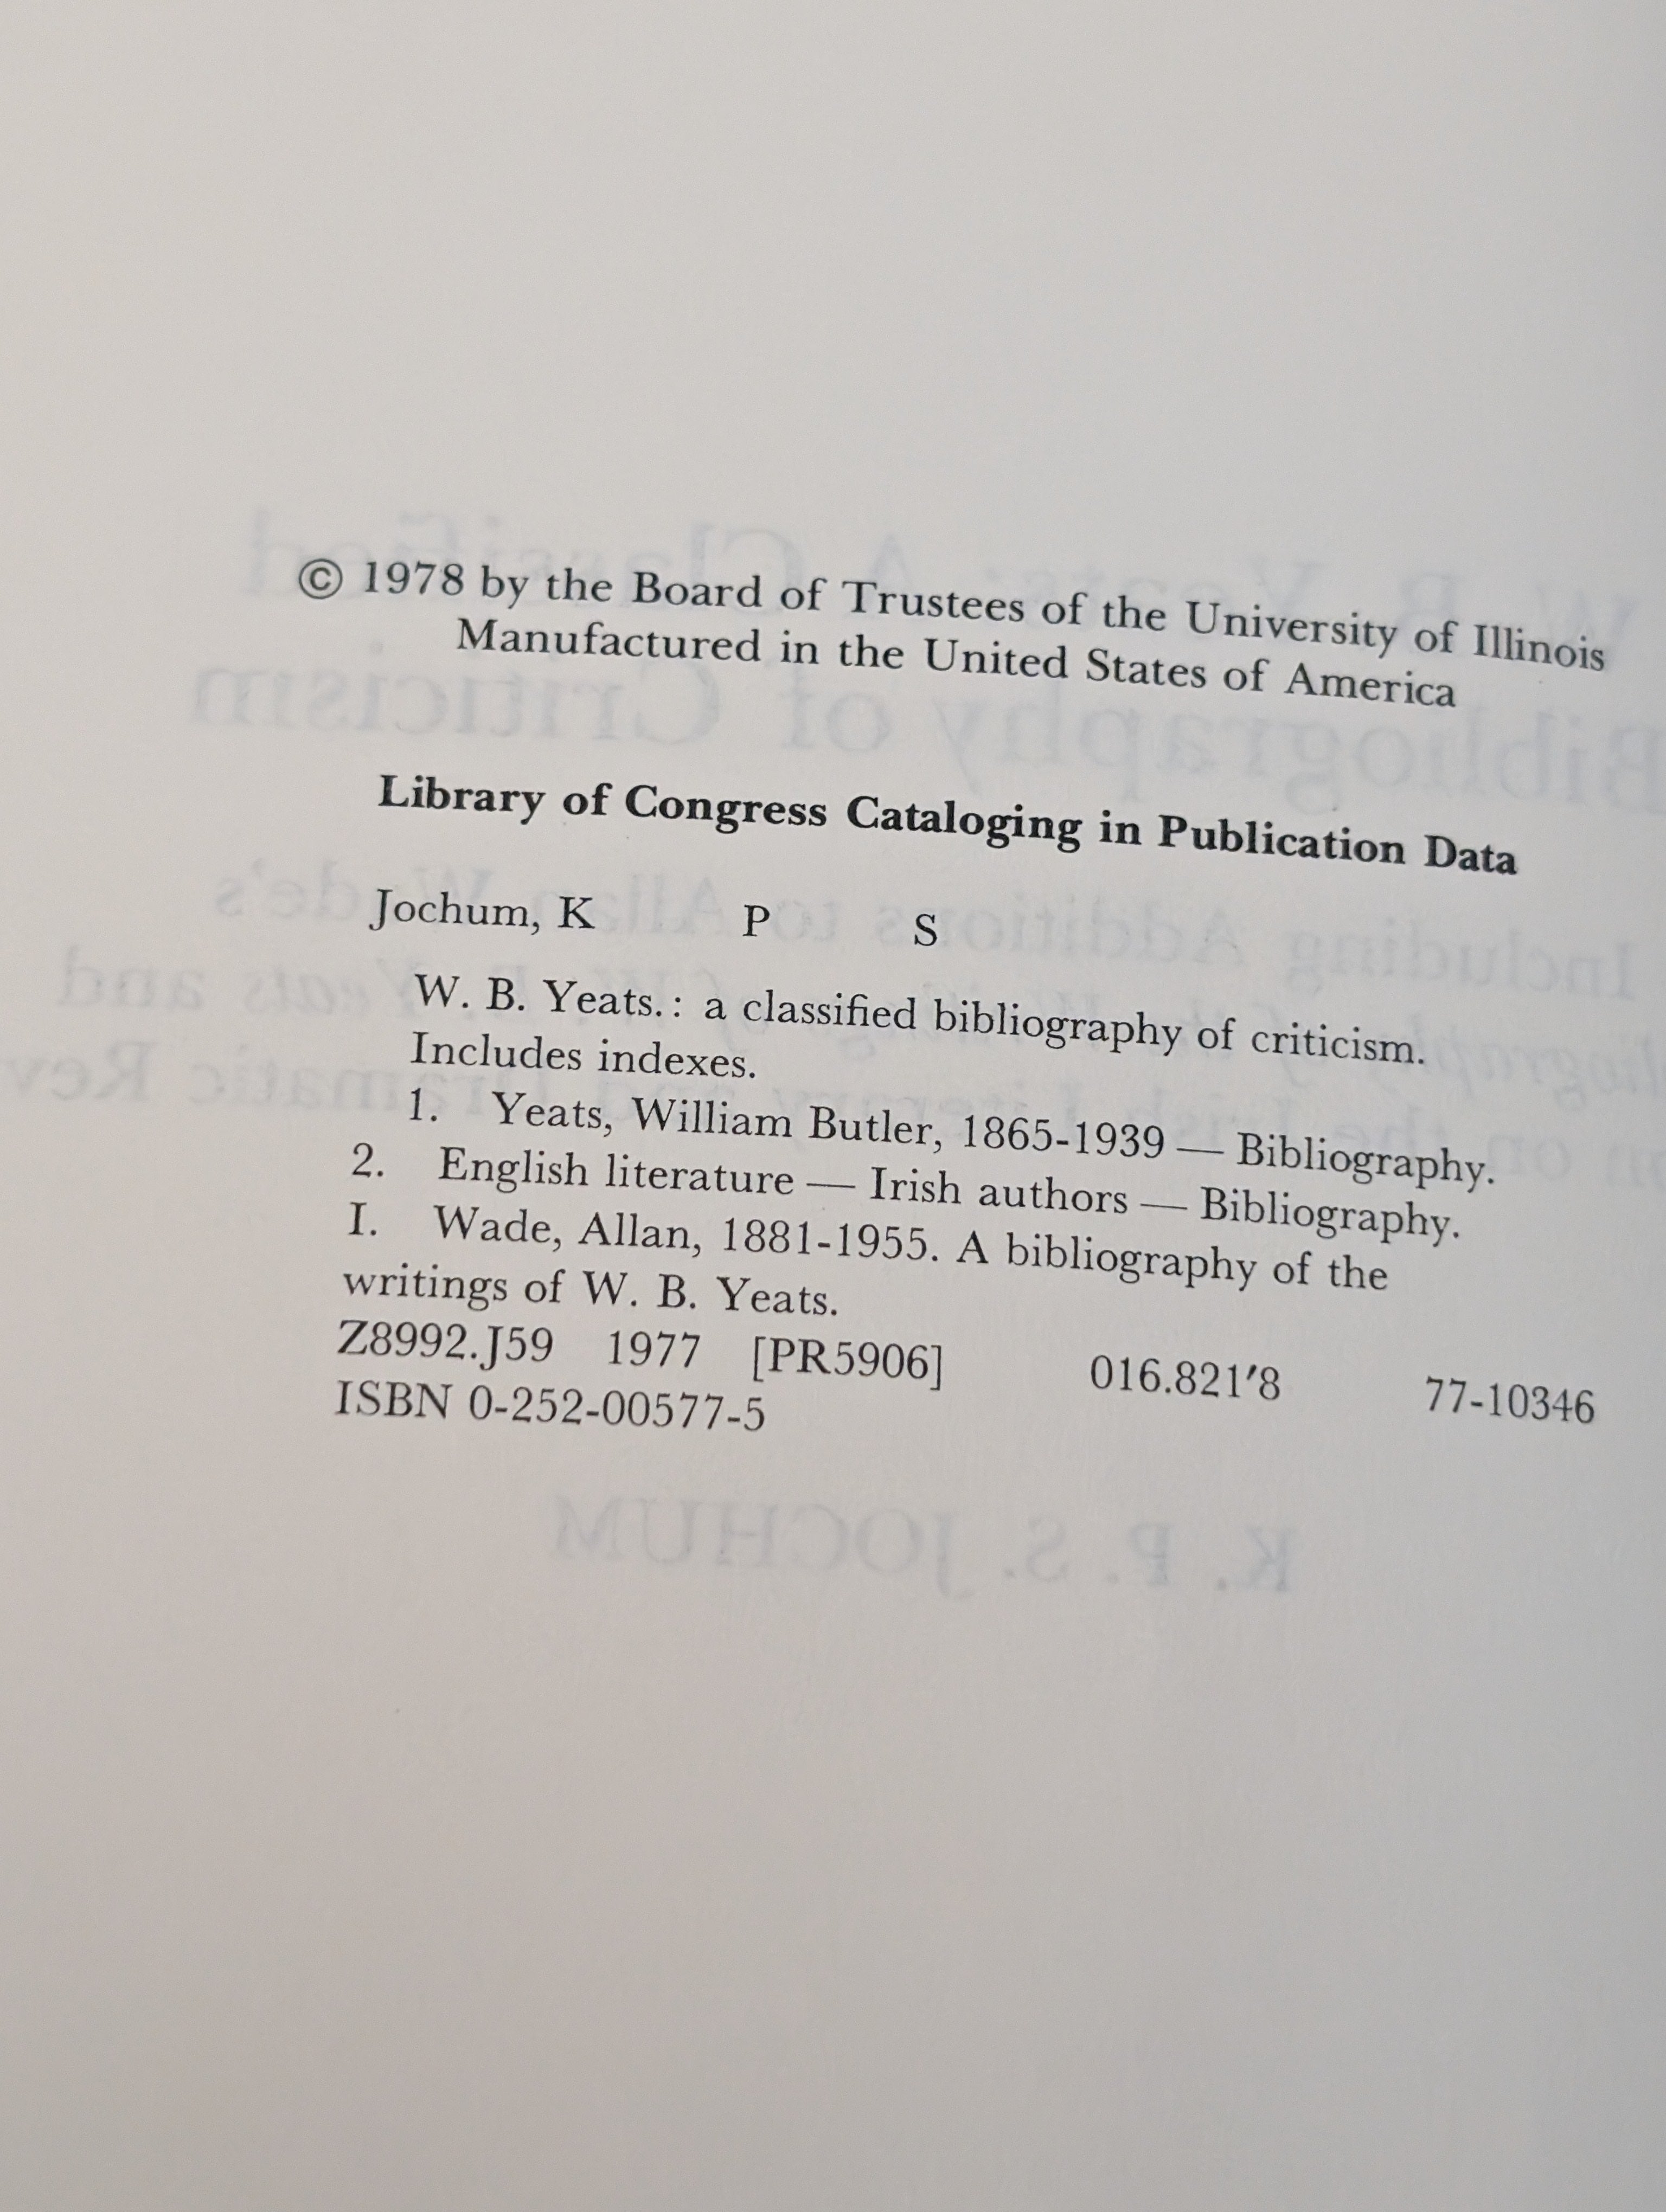 © 1978 by the Board of Trustees of the University of Illinois
Manufactured in the United States of America
Library of Congress Cataloging in Publication Data
Jochum, K P S
W. B. Yeats.: a classified bibliography of criticism.
Includes indexes.
1. Yeats, William Butler, 1865-1939 — Bibliography.
2. English literature — Irish authors — Bibliography.
I. Wade, Allan, 1881-1955. A bibliography of the
writings of W. B. Yeats.
Z8992.J59 1977 [PR5906] 016.821'8 77-10346
ISBN 0-252-00577-5
K. P. S. JOCHUM